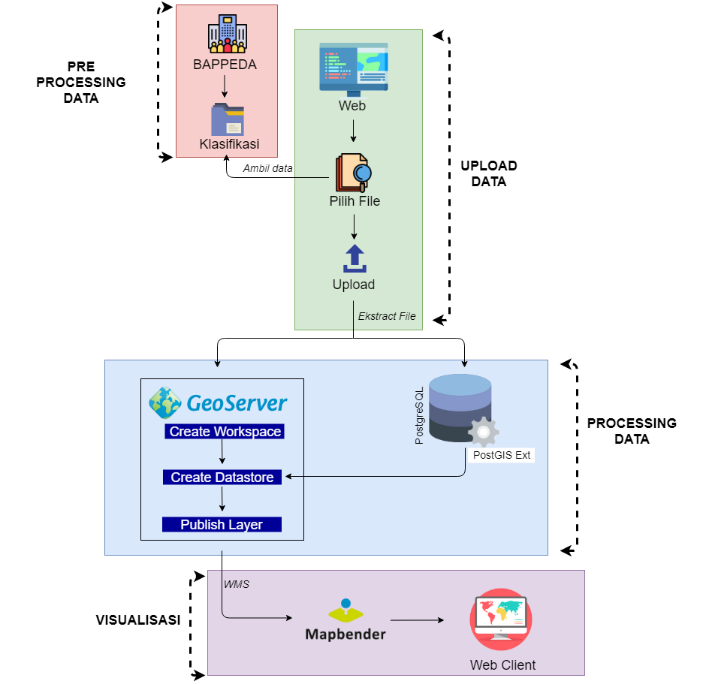 PRE
PROCESSING
DATA
BAPPEDA
Klasifikasi
Ambil data
Web
Pilih File
Upload
Ekstract File
UPLOAD
DATA
GeoServer
Create Workspace
Create Datastore
Publish Layer
PostgreSQL
PostGIS Ext
PROCESSING
DATA
VISUALISASI
WMS
Mapbender
Web Client